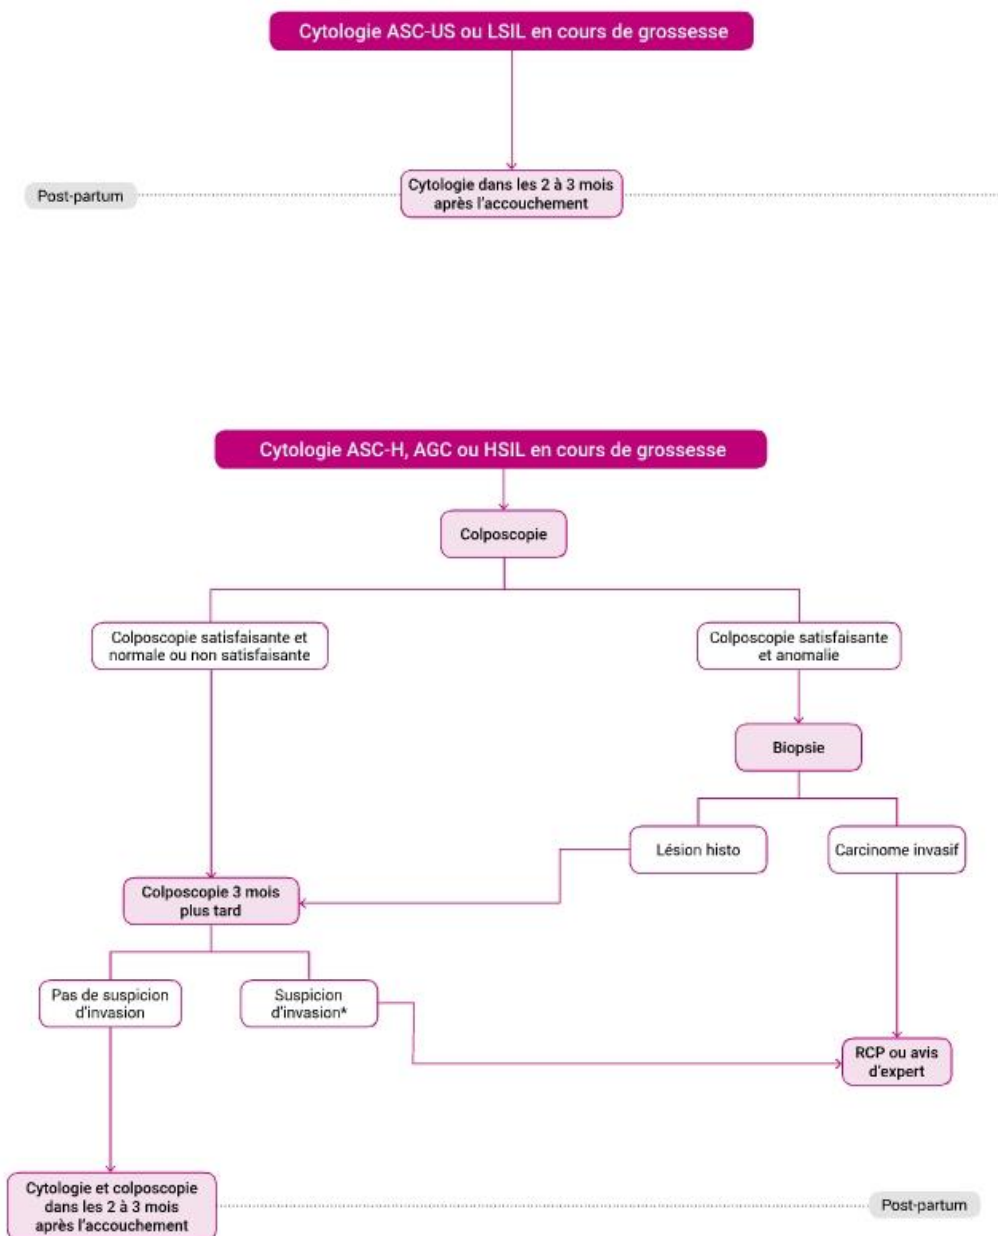 Cytologie ASC-US ou LSIL en cours de grossesse
Post-partum
Cytologie dans les 2 à 3 mois
après l'accouchement
Cytologie ASC-H, AGC ou HSIL en cours de grossesse
Colposcopie
Colposcopie satisfaisante et
normale ou non satisfaisante
Colposcopie satisfaisante
et anomalie
Biopsie
Lésion histo
Carcinome invasif
Colposcopie 3 mois
plus tard
Pas de suspicion
d'invasion
Suspicion
d'invasion*
RCP ou avis
d'expert
Cytologie et colposcopie
dans les 2 à 3 mois
après l'accouchement
Post-partum